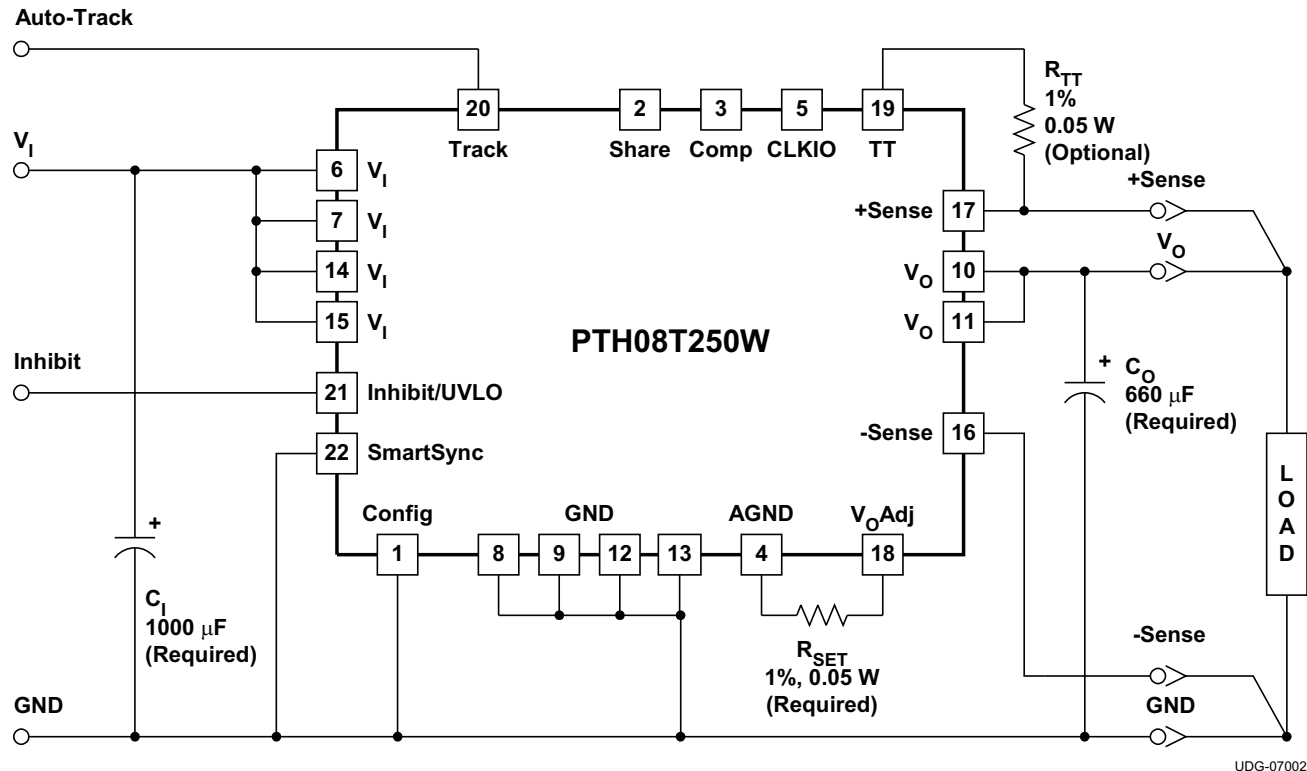 Auto-Track
V_I
Inhibit
GND
C_I
1000 μF
(Required)
+
20
Track
2
Share
3
Comp
5
CLKIO
19
TT
R_TT
1%
0.05 W
(Optional)
6
V_I
7
V_I
14
V_I
15
V_I
21
Inhibit/UVLO
22
SmartSync
PTH08T250W
+Sense
17
V_O
10
V_O
11
-Sense
16
+Sense
V_O
+
C_O
660 μF
(Required)
LOAD
Config
1
GND
8
9
12
13
AGND
4
V_OAdj
18
R_SET
1%, 0.05 W
(Required)
-Sense
GND
UDG-07002